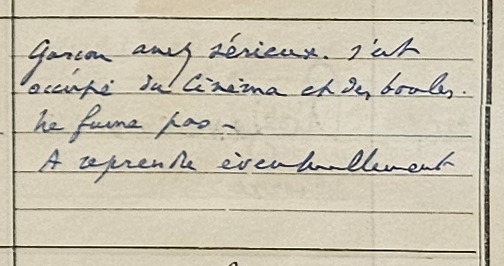 Garçon assez sérieux. S'est
occupé du Cinéma et des boules.
Ne fume pas -
A reprendre éventuellement